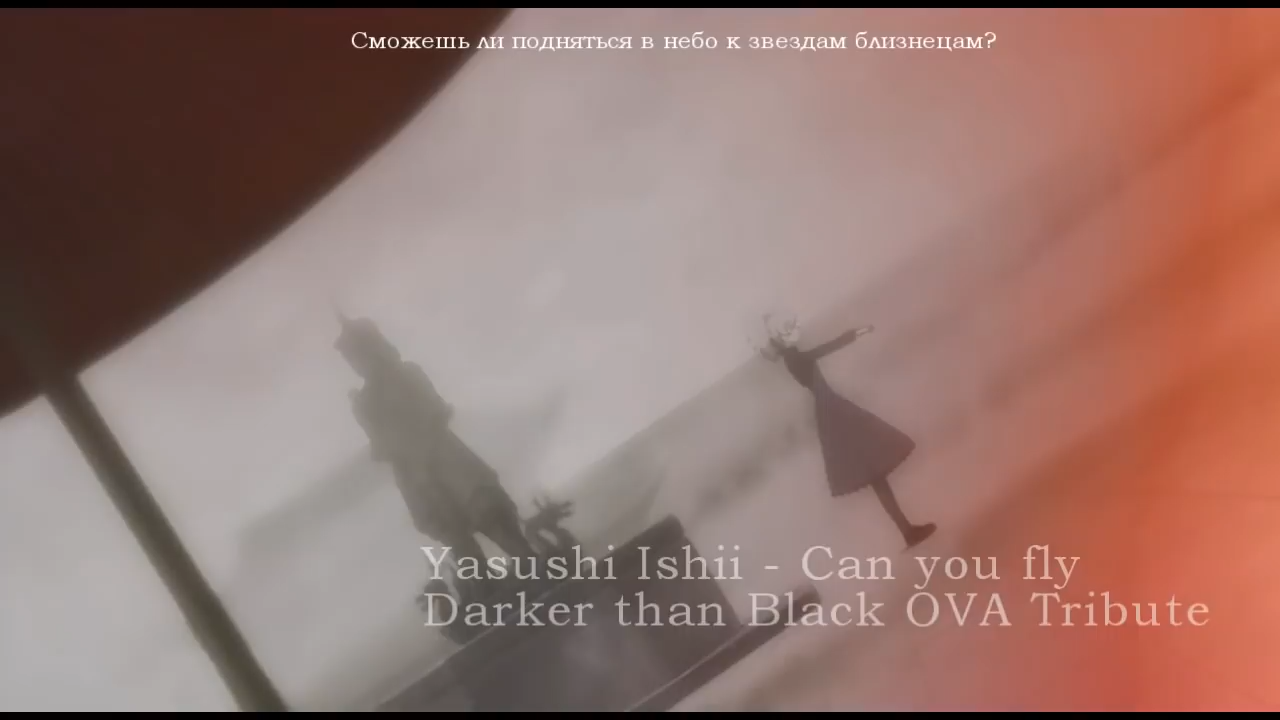 Сможешь ли подняться в небо к звездам близнецам?
Yasushi Ishii - Can you fly
Darker than Black OVA Tribute